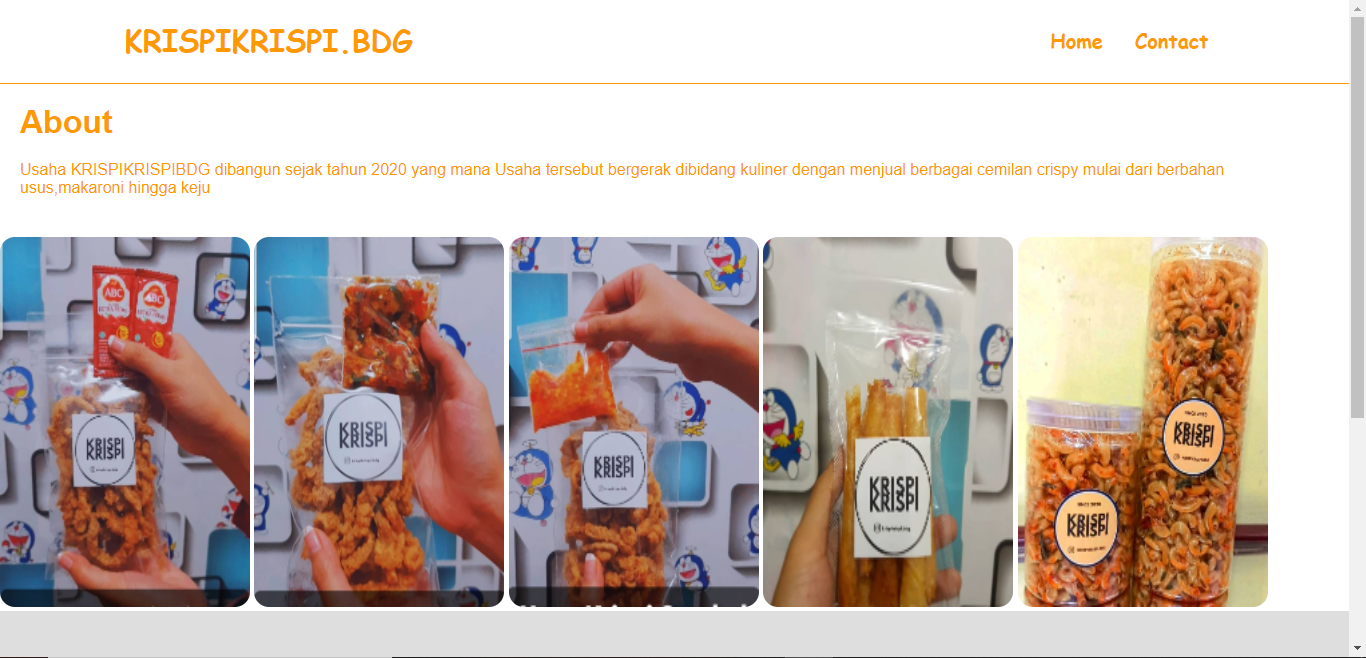 KRISPIKRISPI.BDG
Home Contact
About
Usaha KRISPIKRISPIBDG dibangun sejak tahun 2020 yang mana Usaha tersebut bergerak dibidang kuliner dengan menjual berbagai cemilan crispy mulai dari berbahan
usus,makaroni hingga keju
ABC
ABC
KRISPI
KRISPI
KRISPI
KRISPI
KRISPI
KRISPI
KRISPI
KRISPI
KRISPI
KRISPI
KRISPI
KRISPI